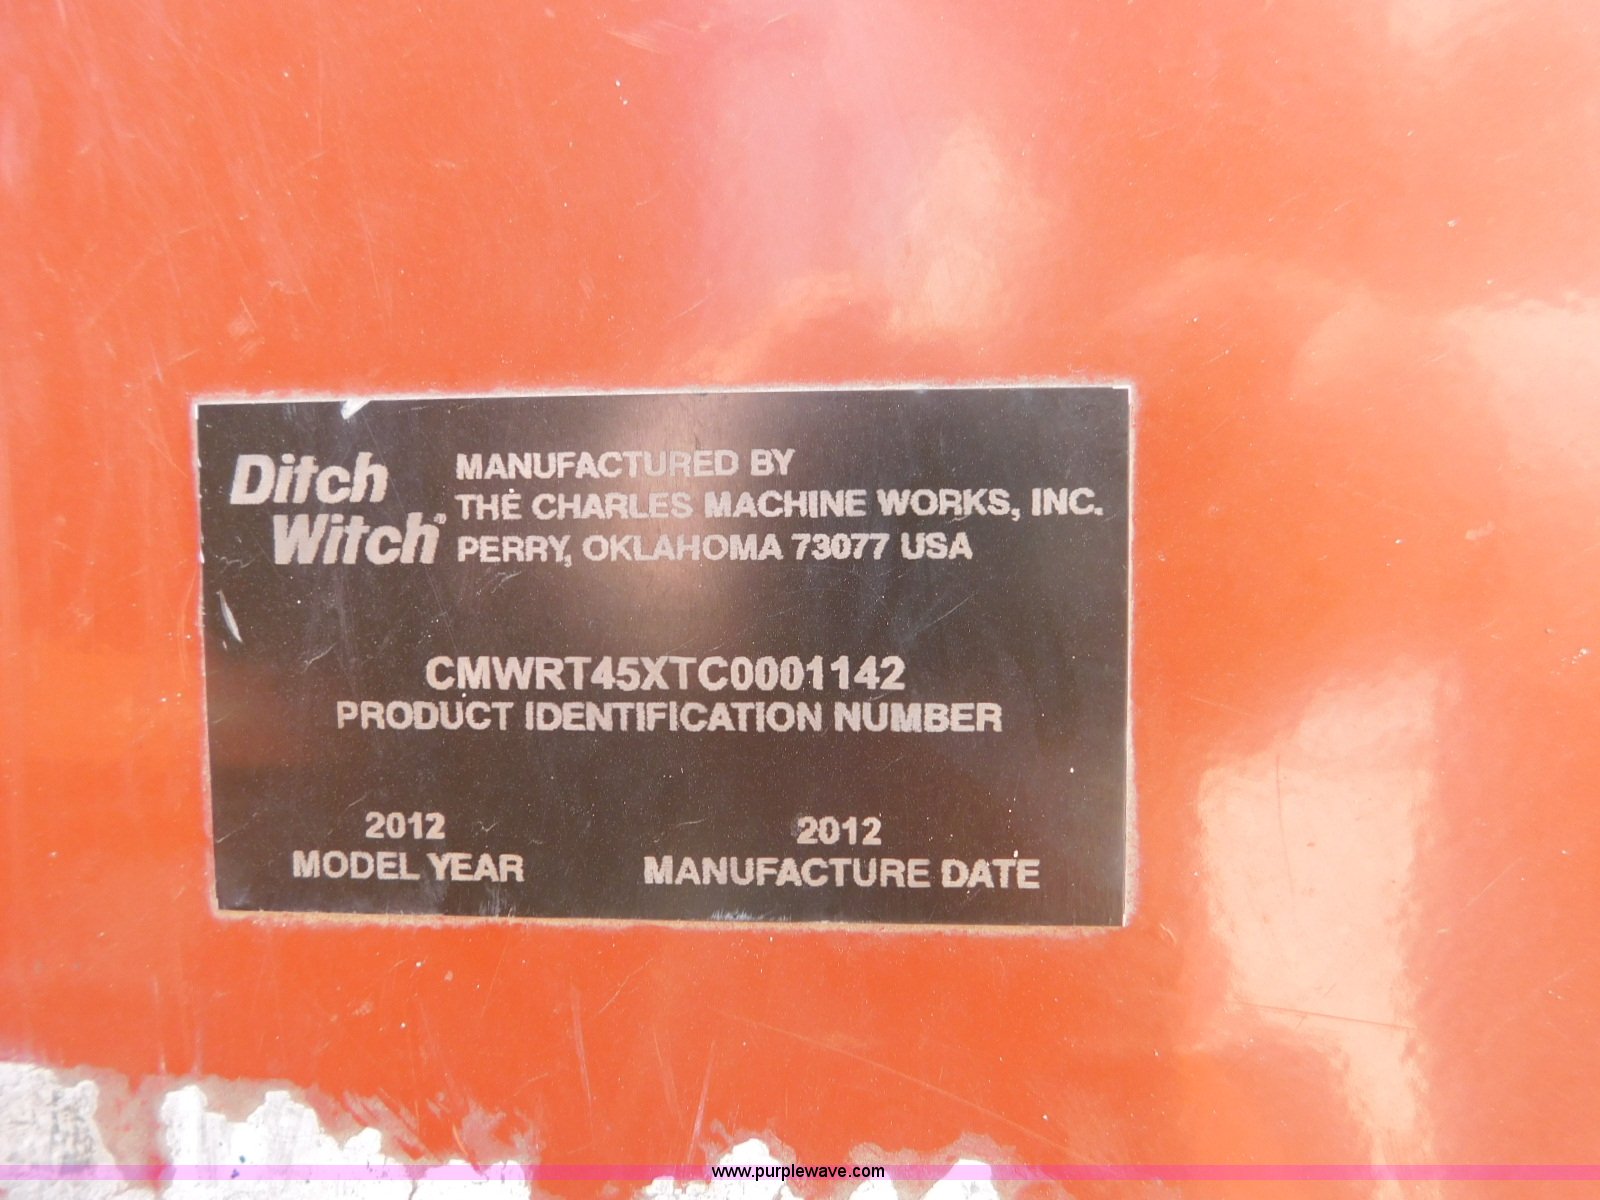 Ditch
Witch®
MANUFACTURED BY
THE CHARLES MACHINE WORKS, INC.
PERRY, OKLAHOMA 73077 USA
CMWRT45XTC0001142
PRODUCT IDENTIFICATION NUMBER
2012
MODEL YEAR
2012
MANUFACTURE DATE
www.purplewave.com